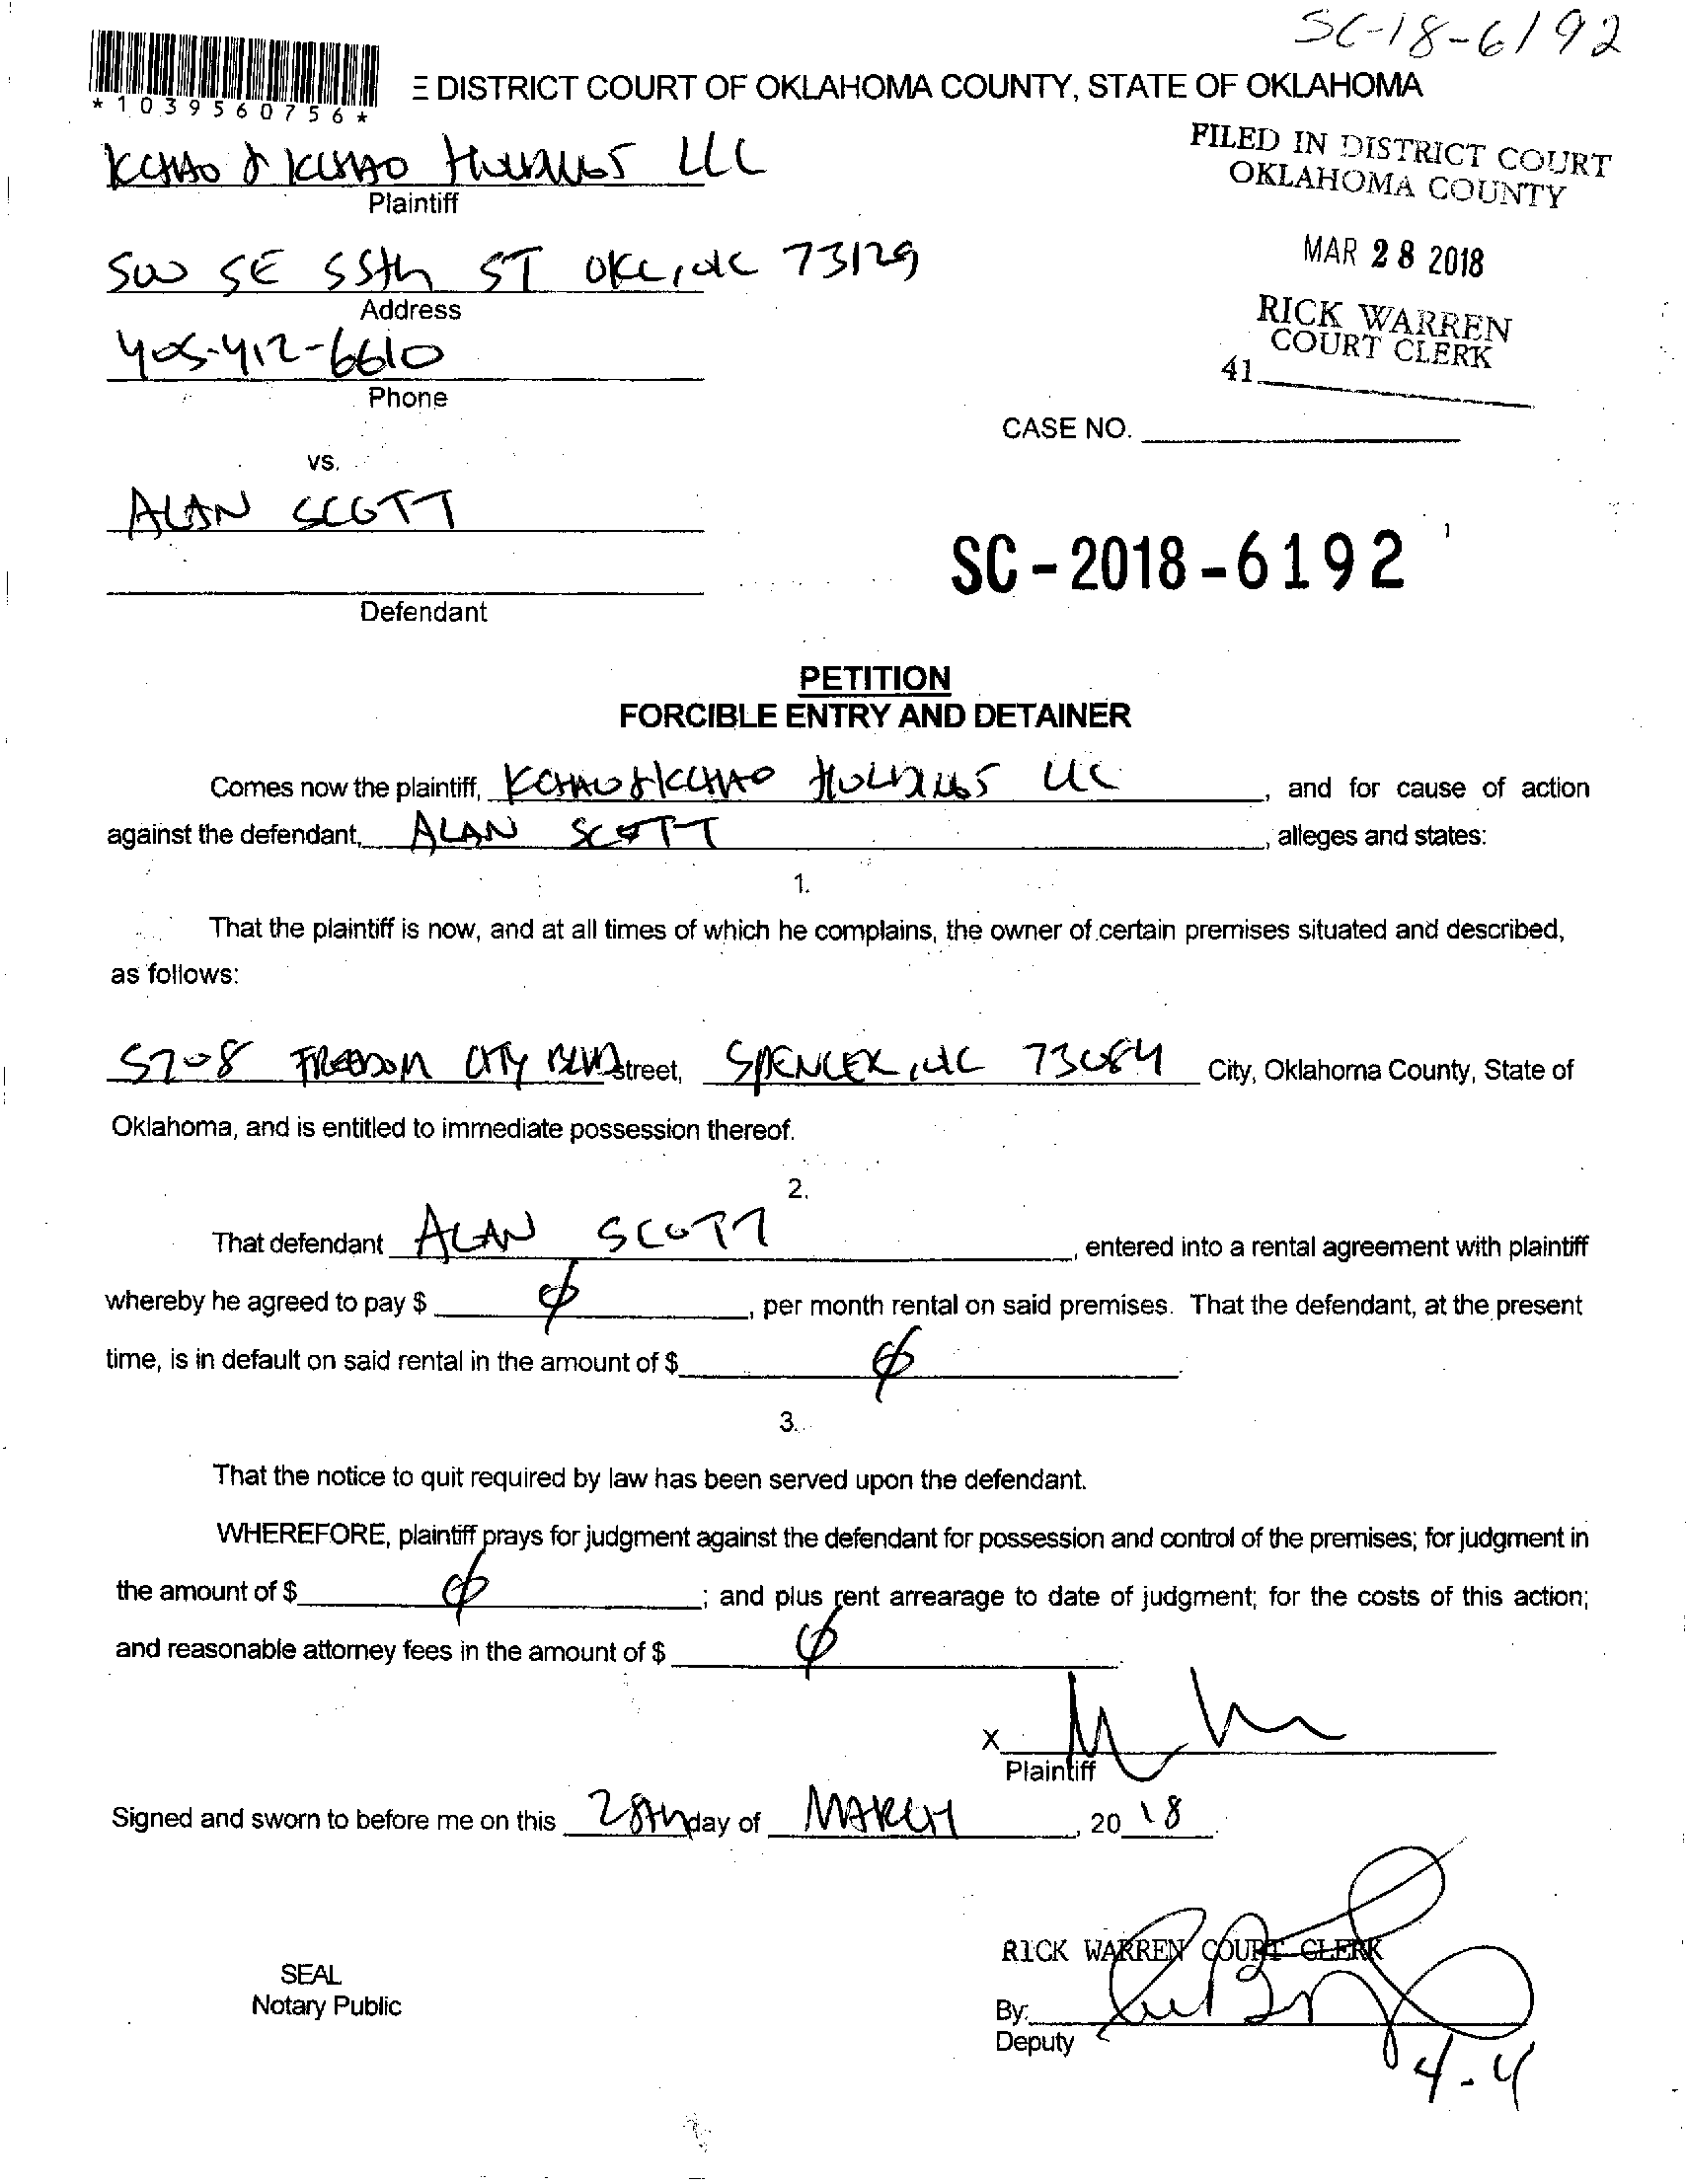 SC-18-6192
*1039560756*
E DISTRICT COURT OF OKLAHOMA COUNTY, STATE OF OKLAHOMA
FILED IN DISTRICT COURT
OKLAHOMA COUNTY
LLC
Plaintiff
MAR 28 2018
SE 55th ST OKC, OK 73129
Address
RICK WARREN
COURT CLERK
405-412-6610
41
Phone
CASE NO.
vs.
ALAN SCOTT
SC-2018-6192
Defendant
PETITION
FORCIBLE ENTRY AND DETAINER
Comes now the plaintiff, HOLDINGS LLC, and for cause of action
against the defendant, ALAN SCOTT, alleges and states:
1.
That the plaintiff is now, and at all times of which he complains, the owner of certain premises situated and described,
as follows:
5708 FREEDOM CITY BLVD Street, SPENCER, OK 73084 City, Oklahoma County, State of
Oklahoma, and is entitled to immediate possession thereof.
2.
That defendant ALAN SCOTT, entered into a rental agreement with plaintiff
whereby he agreed to pay $ ϕ, per month rental on said premises. That the defendant, at the present
time, is in default on said rental in the amount of $ ϕ.
3.
That the notice to quit required by law has been served upon the defendant.
WHEREFORE, plaintiff prays for judgment against the defendant for possession and control of the premises; for judgment in
the amount of $ ϕ; and plus rent arrearage to date of judgment; for the costs of this action;
and reasonable attorney fees in the amount of $ ϕ
X
Plaintiff
Signed and sworn to before me on this 28th day of MARCH, 20 18.
RICK WARREN COURT CLERK
SEAL
Notary Public
By:
Deputy
4-4